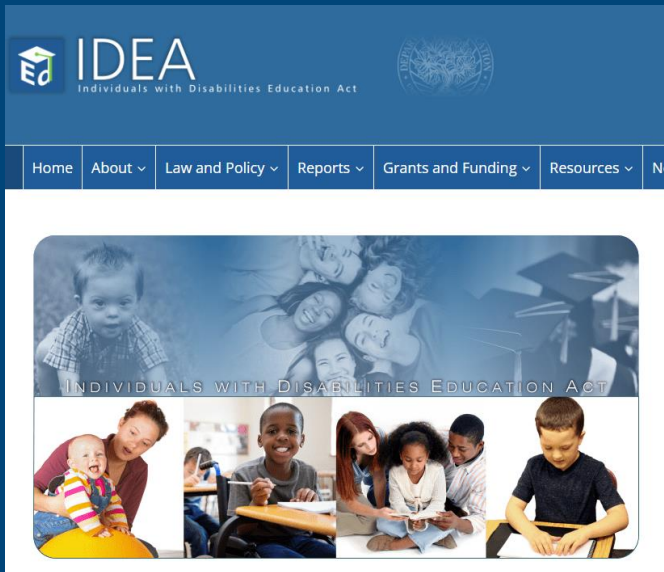 Ed
IDEA
Individuals with Disabilities Education Act
Home About Law and Policy Reports Grants and Funding Resources
INDIVIDUALS WITH DISABILITIES EDUCATION ACT